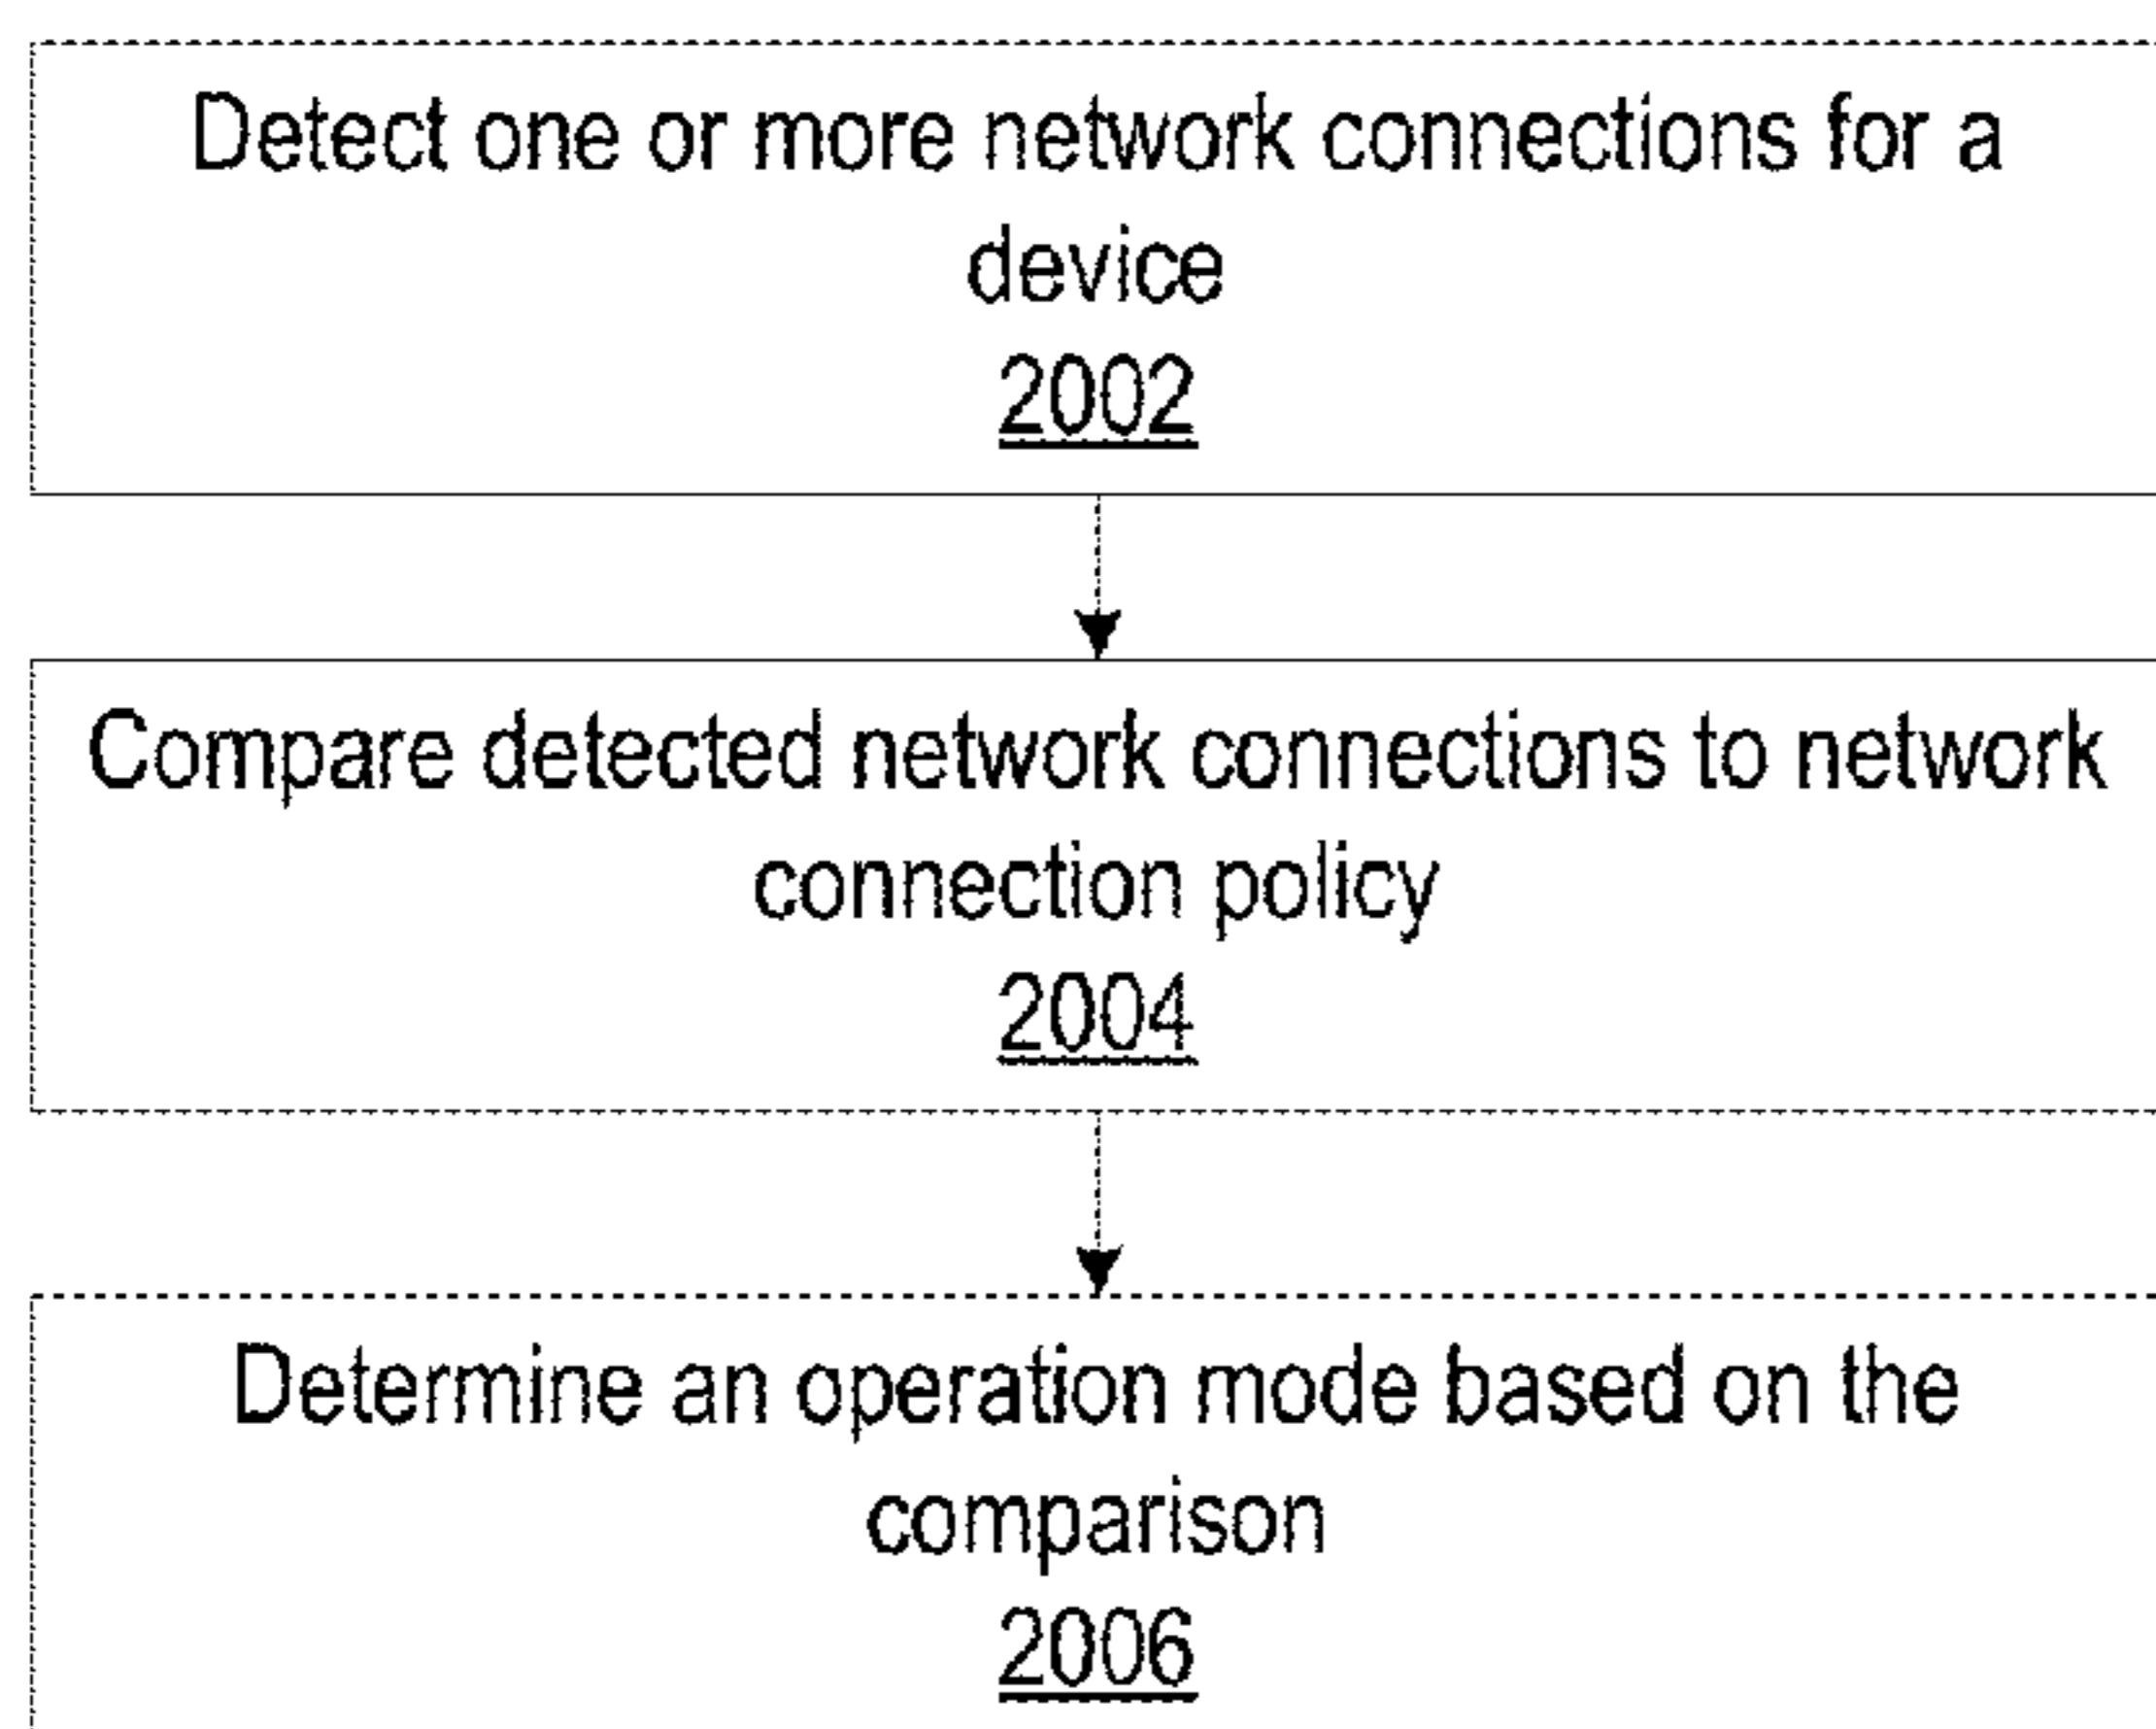 Detect one or more network connections for a
device
2002
Compare detected network connections to network
connection policy
2004
Determine an operation mode based on the
comparison
2006